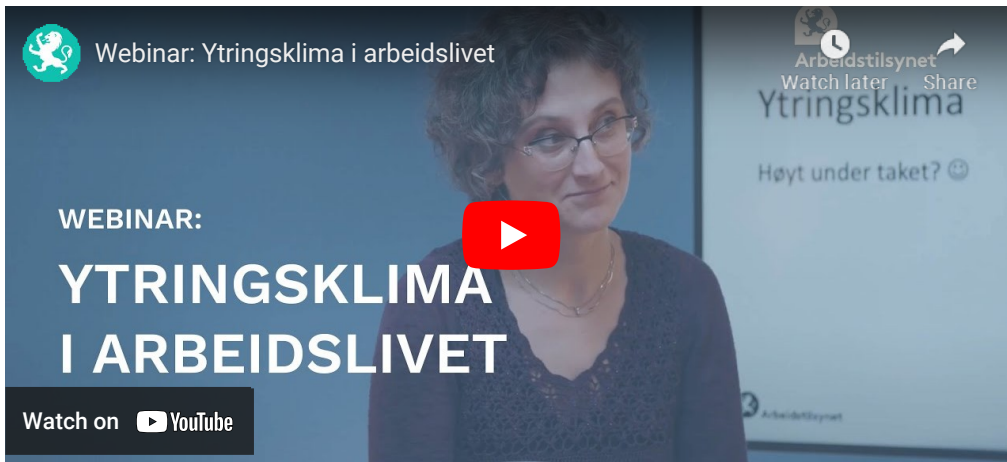 Webinar: Ytringsklima i arbeidslivet
Arbeidstilsynet
Watch later
Share
Ytringsklima
Høyt under taket? ☺
WEBINAR:
YTRINGSKLIMA
I ARBEIDSLIVET
Arbeidstilsynet
Watch on YouTube